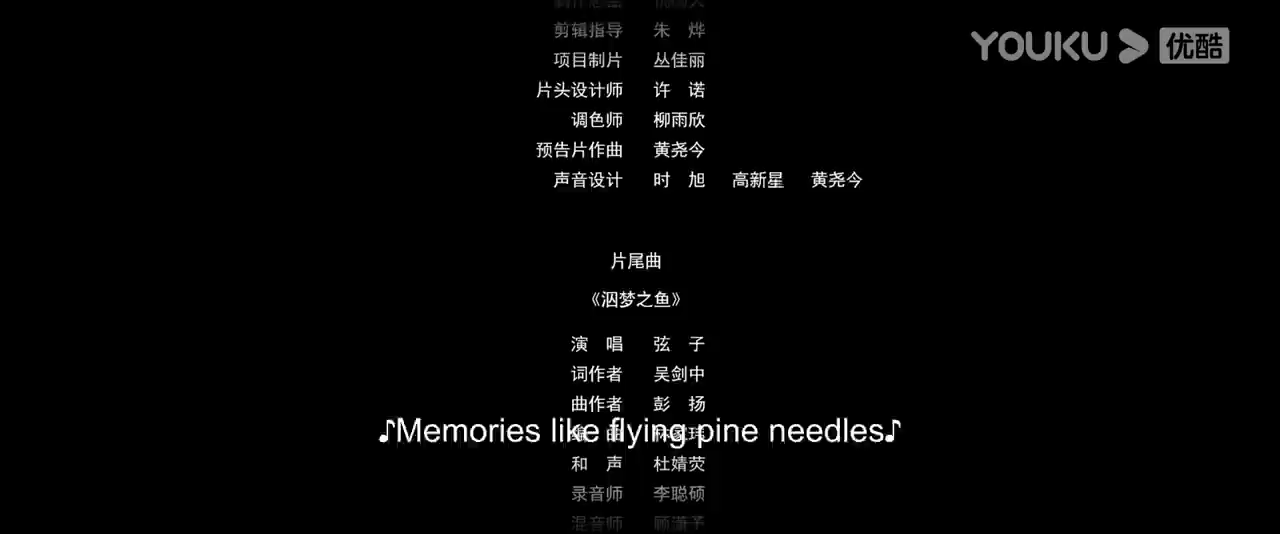 YOUKU 优酷
剪辑指导 朱 烨
项目制片 丛佳丽
片头设计师 许 诺
调色师 柳雨欣
预告片作曲 黄尧今
声音设计 时 旭 高新星 黄尧今
片尾曲
《泅梦之鱼》
演 唱 弦 子
词作者 吴剑中
曲作者 彭 扬
♪Memories like flying pine needles♪
和 声 杜婧荧
录音师 李聪硕
混音师